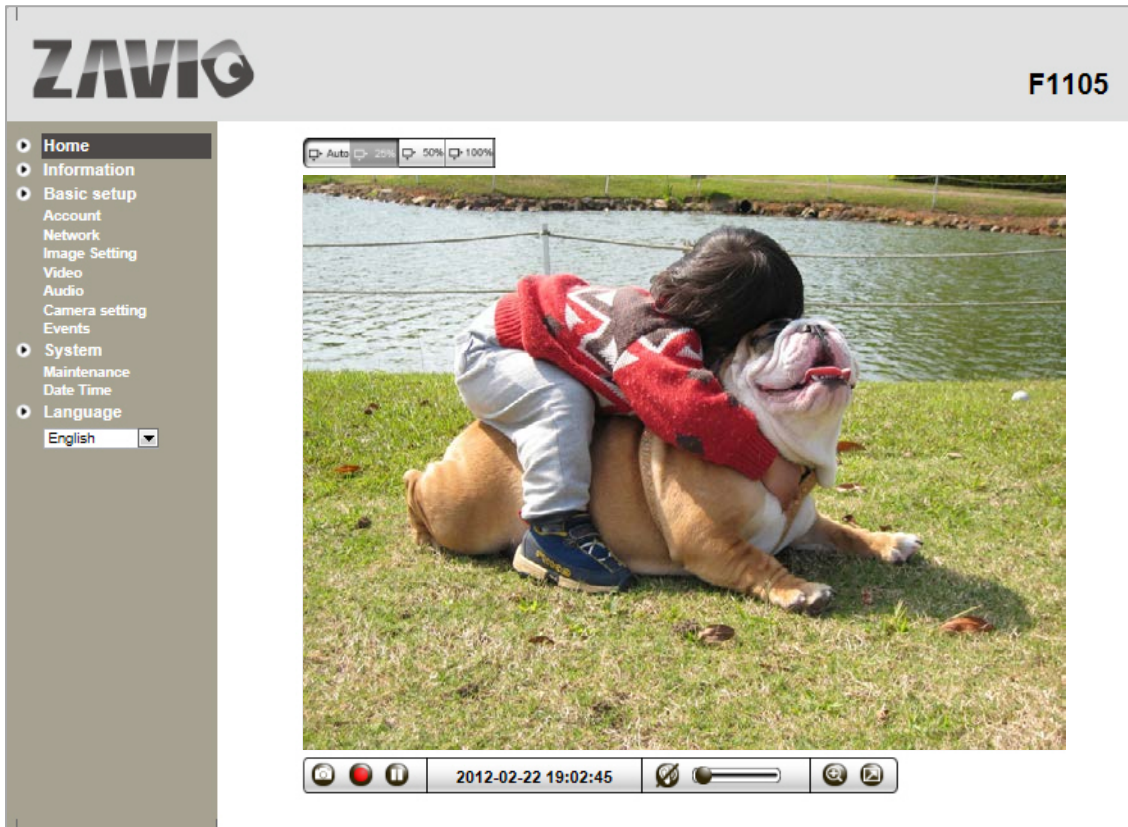 ZAVIO
F1105
Home
Information
Basic setup
Account
Network
Image Setting
Video
Audio
Camera setting
Events
System
Maintenance
Date Time
Language
English
Auto 25% 50% 100%
2012-02-22 19:02:45